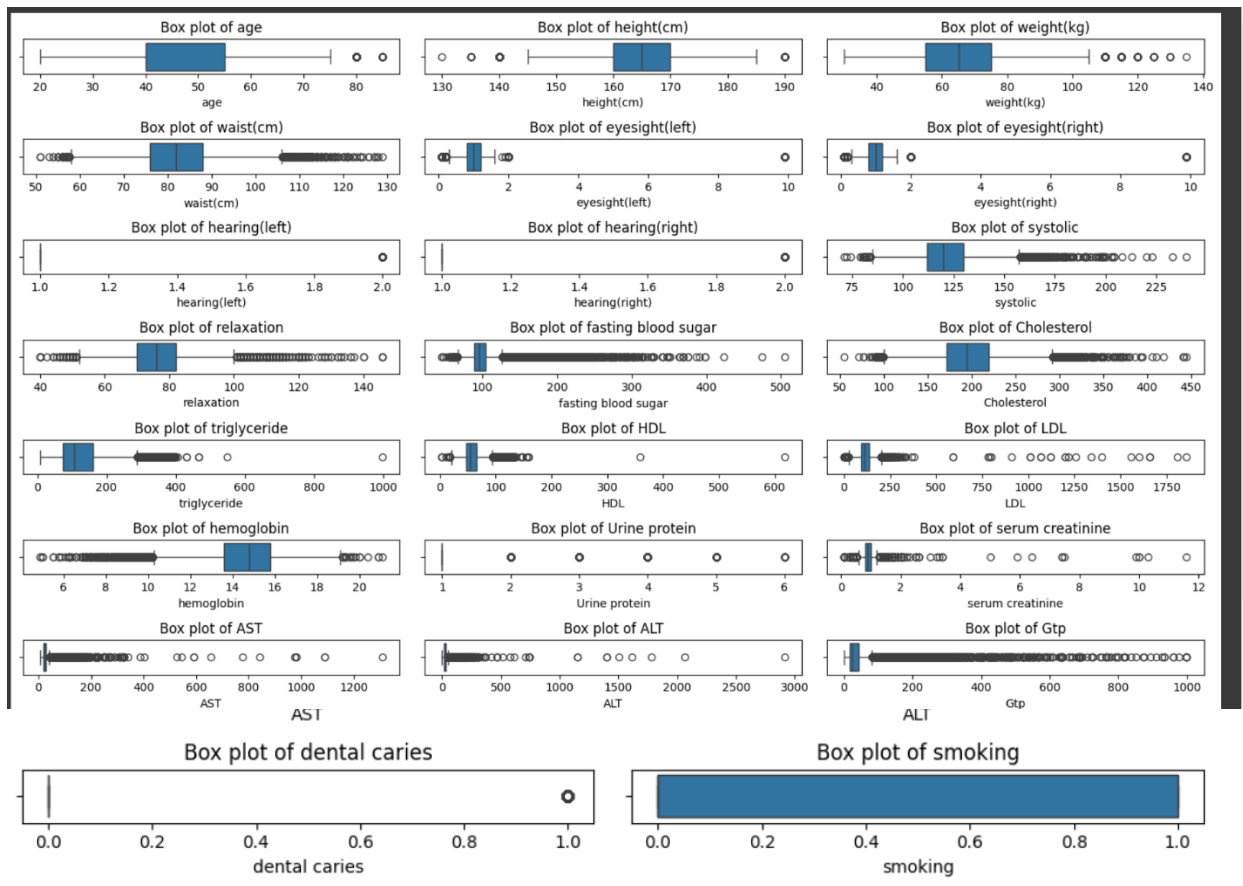 Box plot of age Box plot of height(cm) Box plot of weight(kg)
20 30 40 50 60 70 80 130 140 150 160 170 180 190 40 60 80 100 120 140
age height(cm) weight(kg)
Box plot of waist(cm) Box plot of eyesight(left) Box plot of eyesight(right)
50 60 70 80 90 100 110 120 130 0 2 4 6 8 10 0 2 4 6 8 10
waist(cm) eyesight(left) eyesight(right)
Box plot of hearing(left) Box plot of hearing(right) Box plot of systolic
1.0 1.2 1.4 1.6 1.8 2.0 1.0 1.2 1.4 1.6 1.8 2.0 75 100 125 150 175 200 225
hearing(left) hearing(right) systolic
Box plot of relaxation Box plot of fasting blood sugar Box plot of Cholesterol
40 60 80 100 120 140 100 200 300 400 500 50 100 150 200 250 300 350 400 450
relaxation fasting blood sugar Cholesterol
Box plot of triglyceride Box plot of HDL Box plot of LDL
0 200 400 600 800 1000 0 100 200 300 400 500 600 0 250 500 750 1000 1250 1500 1750
triglyceride HDL LDL
Box plot of hemoglobin Box plot of Urine protein Box plot of serum creatinine
6 8 10 12 14 16 18 20 1 2 3 4 5 6 0 2 4 6 8 10 12
hemoglobin Urine protein serum creatinine
Box plot of AST Box plot of ALT Box plot of Gtp
0 200 400 600 800 1000 1200 0 500 1000 1500 2000 2500 3000 0 200 400 600 800 1000
AST ALT Gtp
AST ALT
Box plot of dental caries Box plot of smoking
0.0 0.2 0.4 0.6 0.8 1.0 0.0 0.2 0.4 0.6 0.8 1.0
dental caries smoking